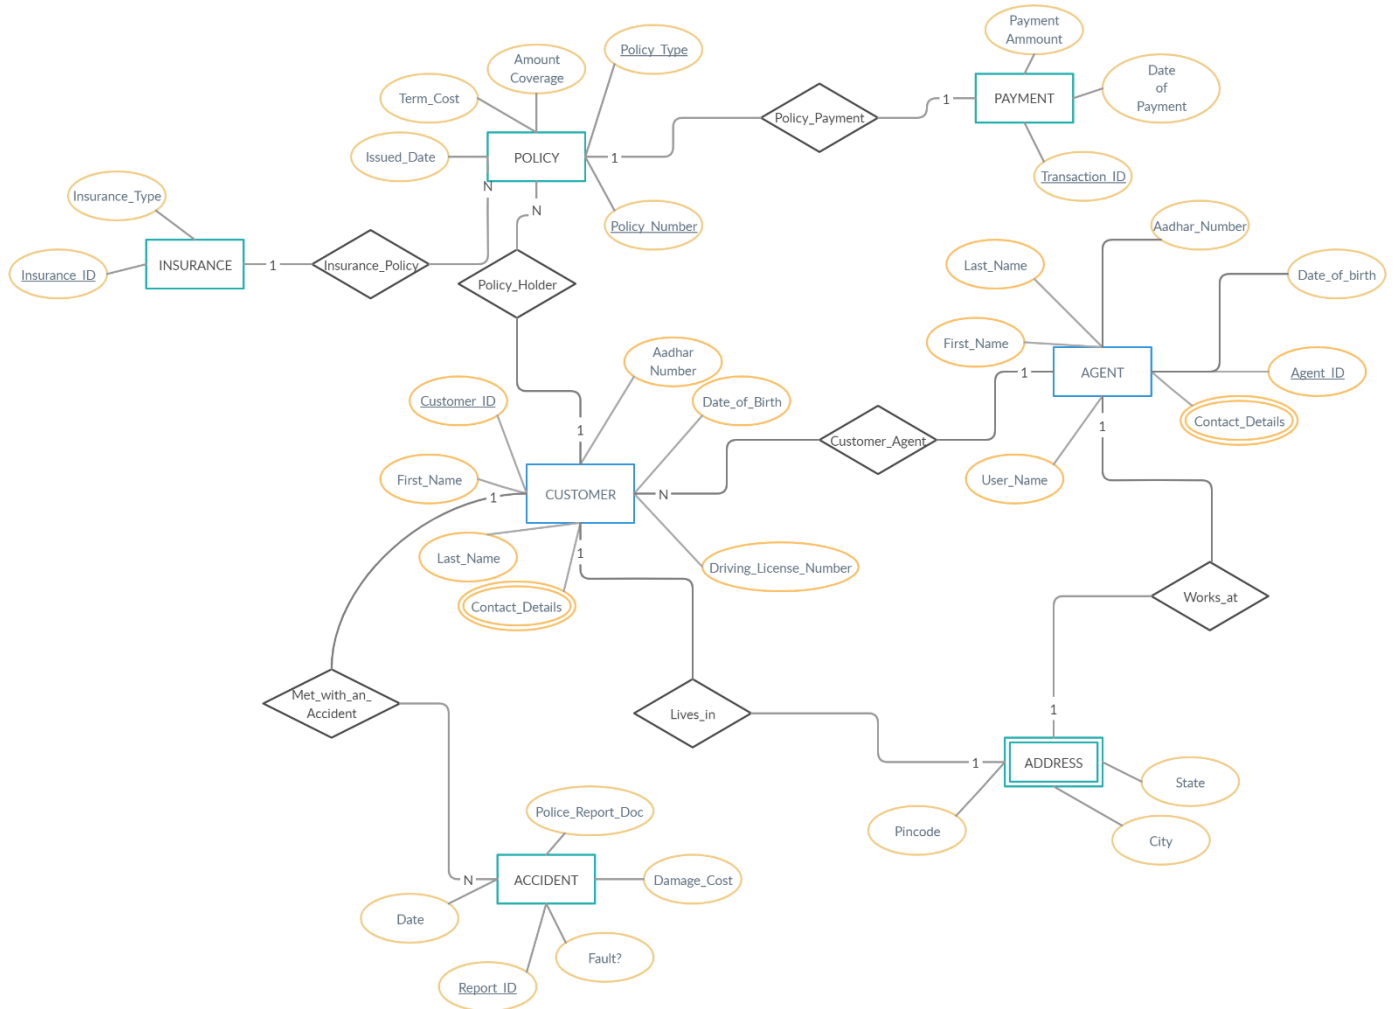 Payment
Ammount
Policy_Type
Amount
Coverage
Date
of
Payment
Term_Cost
PAYMENT
1
Policy_Payment
Issued_Date
POLICY
1
Transaction_ID
N
Insurance_Type
N
Policy_Number
Aadhar_Number
INSURANCE
1
Insurance_Policy
Last_Name
Insurance_ID
Policy_Holder
Date_of_birth
First_Name
Aadhar
Number
1
AGENT
Agent_ID
Customer_ID
Date_of_Birth
Contact_Details
1
1
Customer_Agent
First_Name
User_Name
1
CUSTOMER
N
Last_Name
1
Driving_License_Number
Contact_Details
Works_at
Met_with_an_
Accident
Lives_in
1
1
ADDRESS
State
Police_Report_Doc
Pincode
City
N
ACCIDENT
Damage_Cost
Date
Fault?
Report_ID